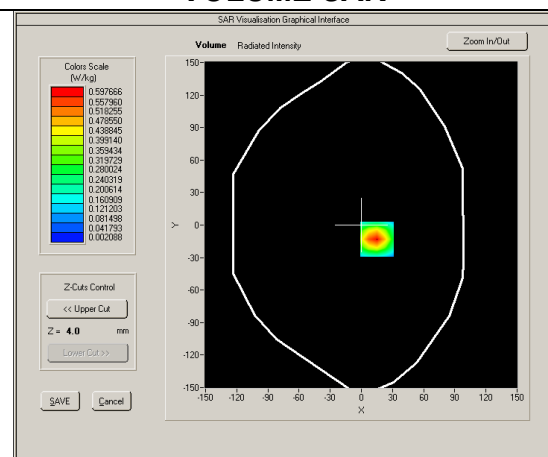 VOLUME SAR
SAR Visualisation Graphical Interface
Volume Radiated Intensity
Zoom In/Out
Colors Scale
(W/kg)
0.597666
0.557960
0.518255
0.478550
0.438845
0.399140
0.359434
0.319729
0.280024
0.240319
0.200614
0.160909
0.121203
0.081498
0.041793
0.002088
Z-Cuts Control
<< Upper Cut
Z = 4.0 mm
Lower Cut >>
SAVE Cancel
150-
120-
90-
60-
30-
Y 0-
-30-
-60-
-90-
-120-
-150-
-150 -120 -90 -60 -30 0 30 60 90 120 150
X